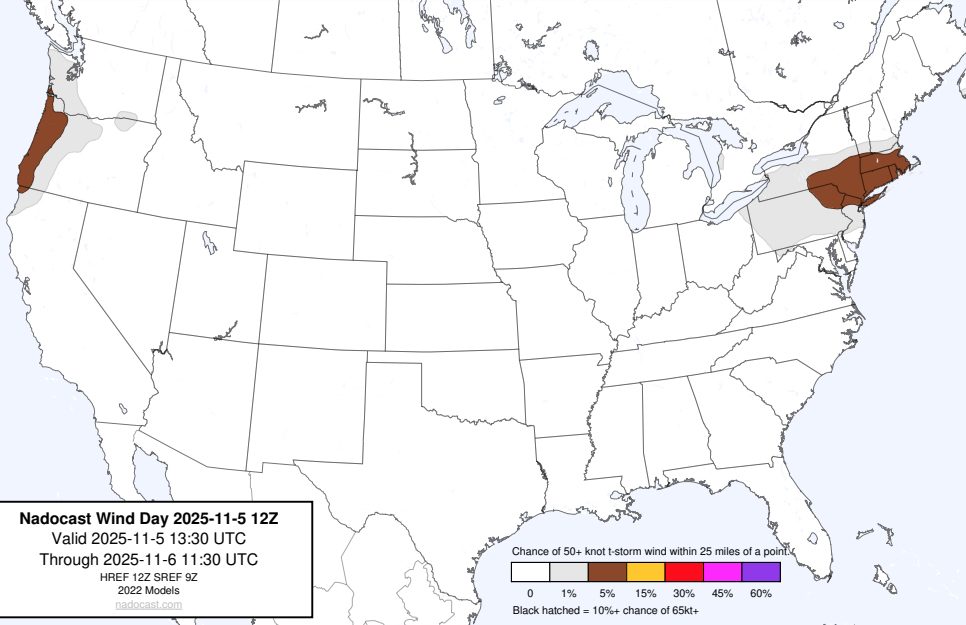 Nadocast Wind Day 2025-11-5 12Z
Valid 2025-11-5 13:30 UTC
Through 2025-11-6 11:30 UTC
HREF 12Z SREF 9Z
2022 Models
nadocast.com
Chance of 50+ knot t-storm wind within 25 miles of a point.
0 1% 5% 15% 30% 45% 60%
Black hatched = 10%+ chance of 65kt+